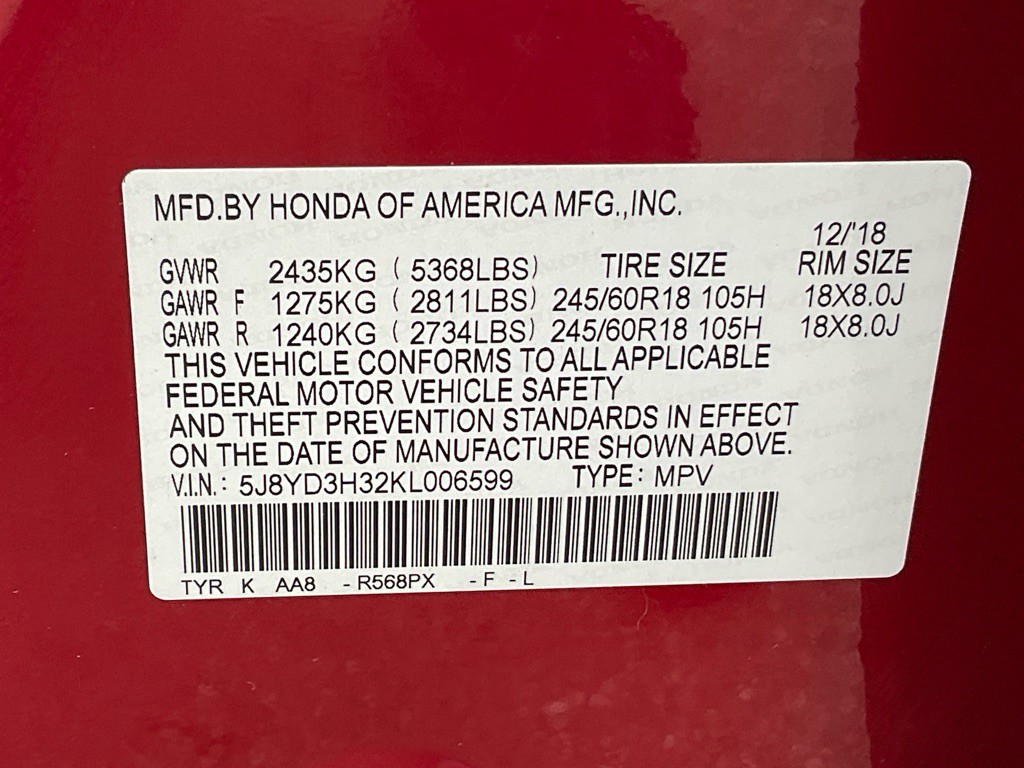 MFD.BY HONDA OF AMERICA MFG.,INC.
12/'18
GVWR 2435KG ( 5368LBS) TIRE SIZE RIM SIZE
GAWR F 1275KG ( 2811LBS) 245/60R18 105H 18X8.0J
GAWR R 1240KG ( 2734LBS) 245/60R18 105H 18X8.0J
THIS VEHICLE CONFORMS TO ALL APPLICABLE
FEDERAL MOTOR VEHICLE SAFETY
AND THEFT PREVENTION STANDARDS IN EFFECT
ON THE DATE OF MANUFACTURE SHOWN ABOVE.
V.I.N.: 5J8YD3H32KL006599 TYPE: MPV
TYR K AA8 -R568PX -F -L